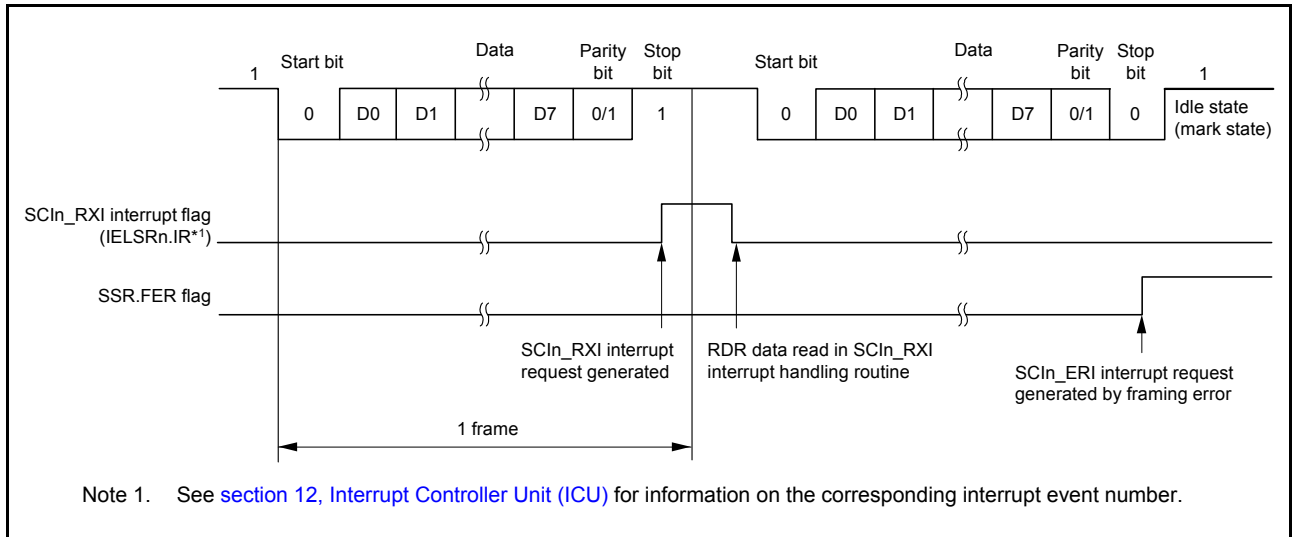 Start bit Data Parity bit Stop bit Start bit Data Parity bit Stop bit
1 1
0 D0 D1 D7 0/1 1 0 D0 D1 D7 0/1 0 Idle state (mark state)
SCIn_RXI interrupt flag
(IELSRn.IR*1)
SSR.FER flag
SCIn_RXI interrupt
request generated
RDR data read in SCIn_RXI
interrupt handling routine
SCIn_ERI interrupt request
generated by framing error
1 frame
Note 1. See section 12, Interrupt Controller Unit (ICU) for information on the corresponding interrupt event number.